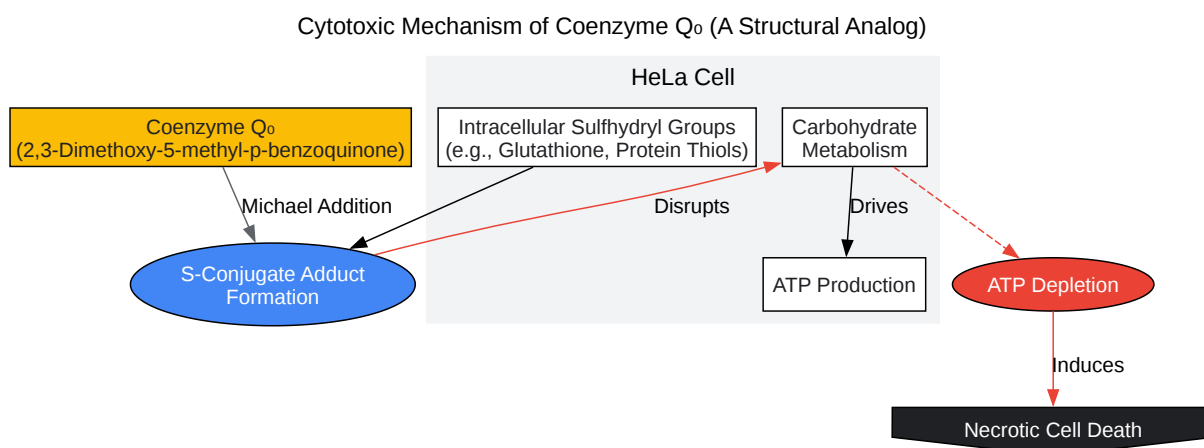 Cytotoxic Mechanism of Coenzyme Q₀ (A Structural Analog)
HeLa Cell
Coenzyme Q₀
(2,3-Dimethoxy-5-methyl-p-benzoquinone)
Intracellular Sulfhydryl Groups
(e.g., Glutathione, Protein Thiols)
Carbohydrate
Metabolism
Michael Addition
Disrupts
Drives
S-Conjugate Adduct
Formation
ATP Production
ATP Depletion
Induces
Necrotic Cell Death